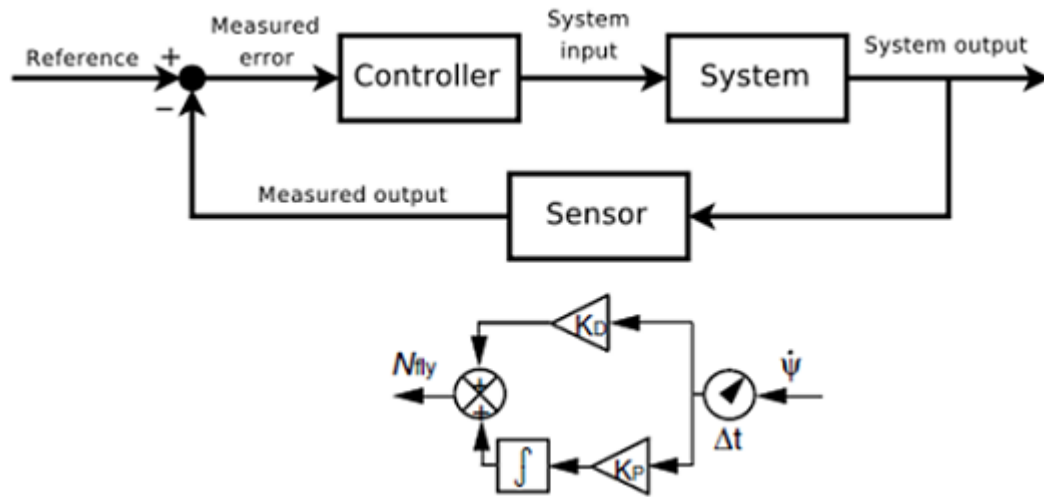 System
Measured
input
System output
Reference
+
error
Controller
System
−
Measured output
Sensor
KD
Nfly
+
ψ̇
+
Δt
∫
KP